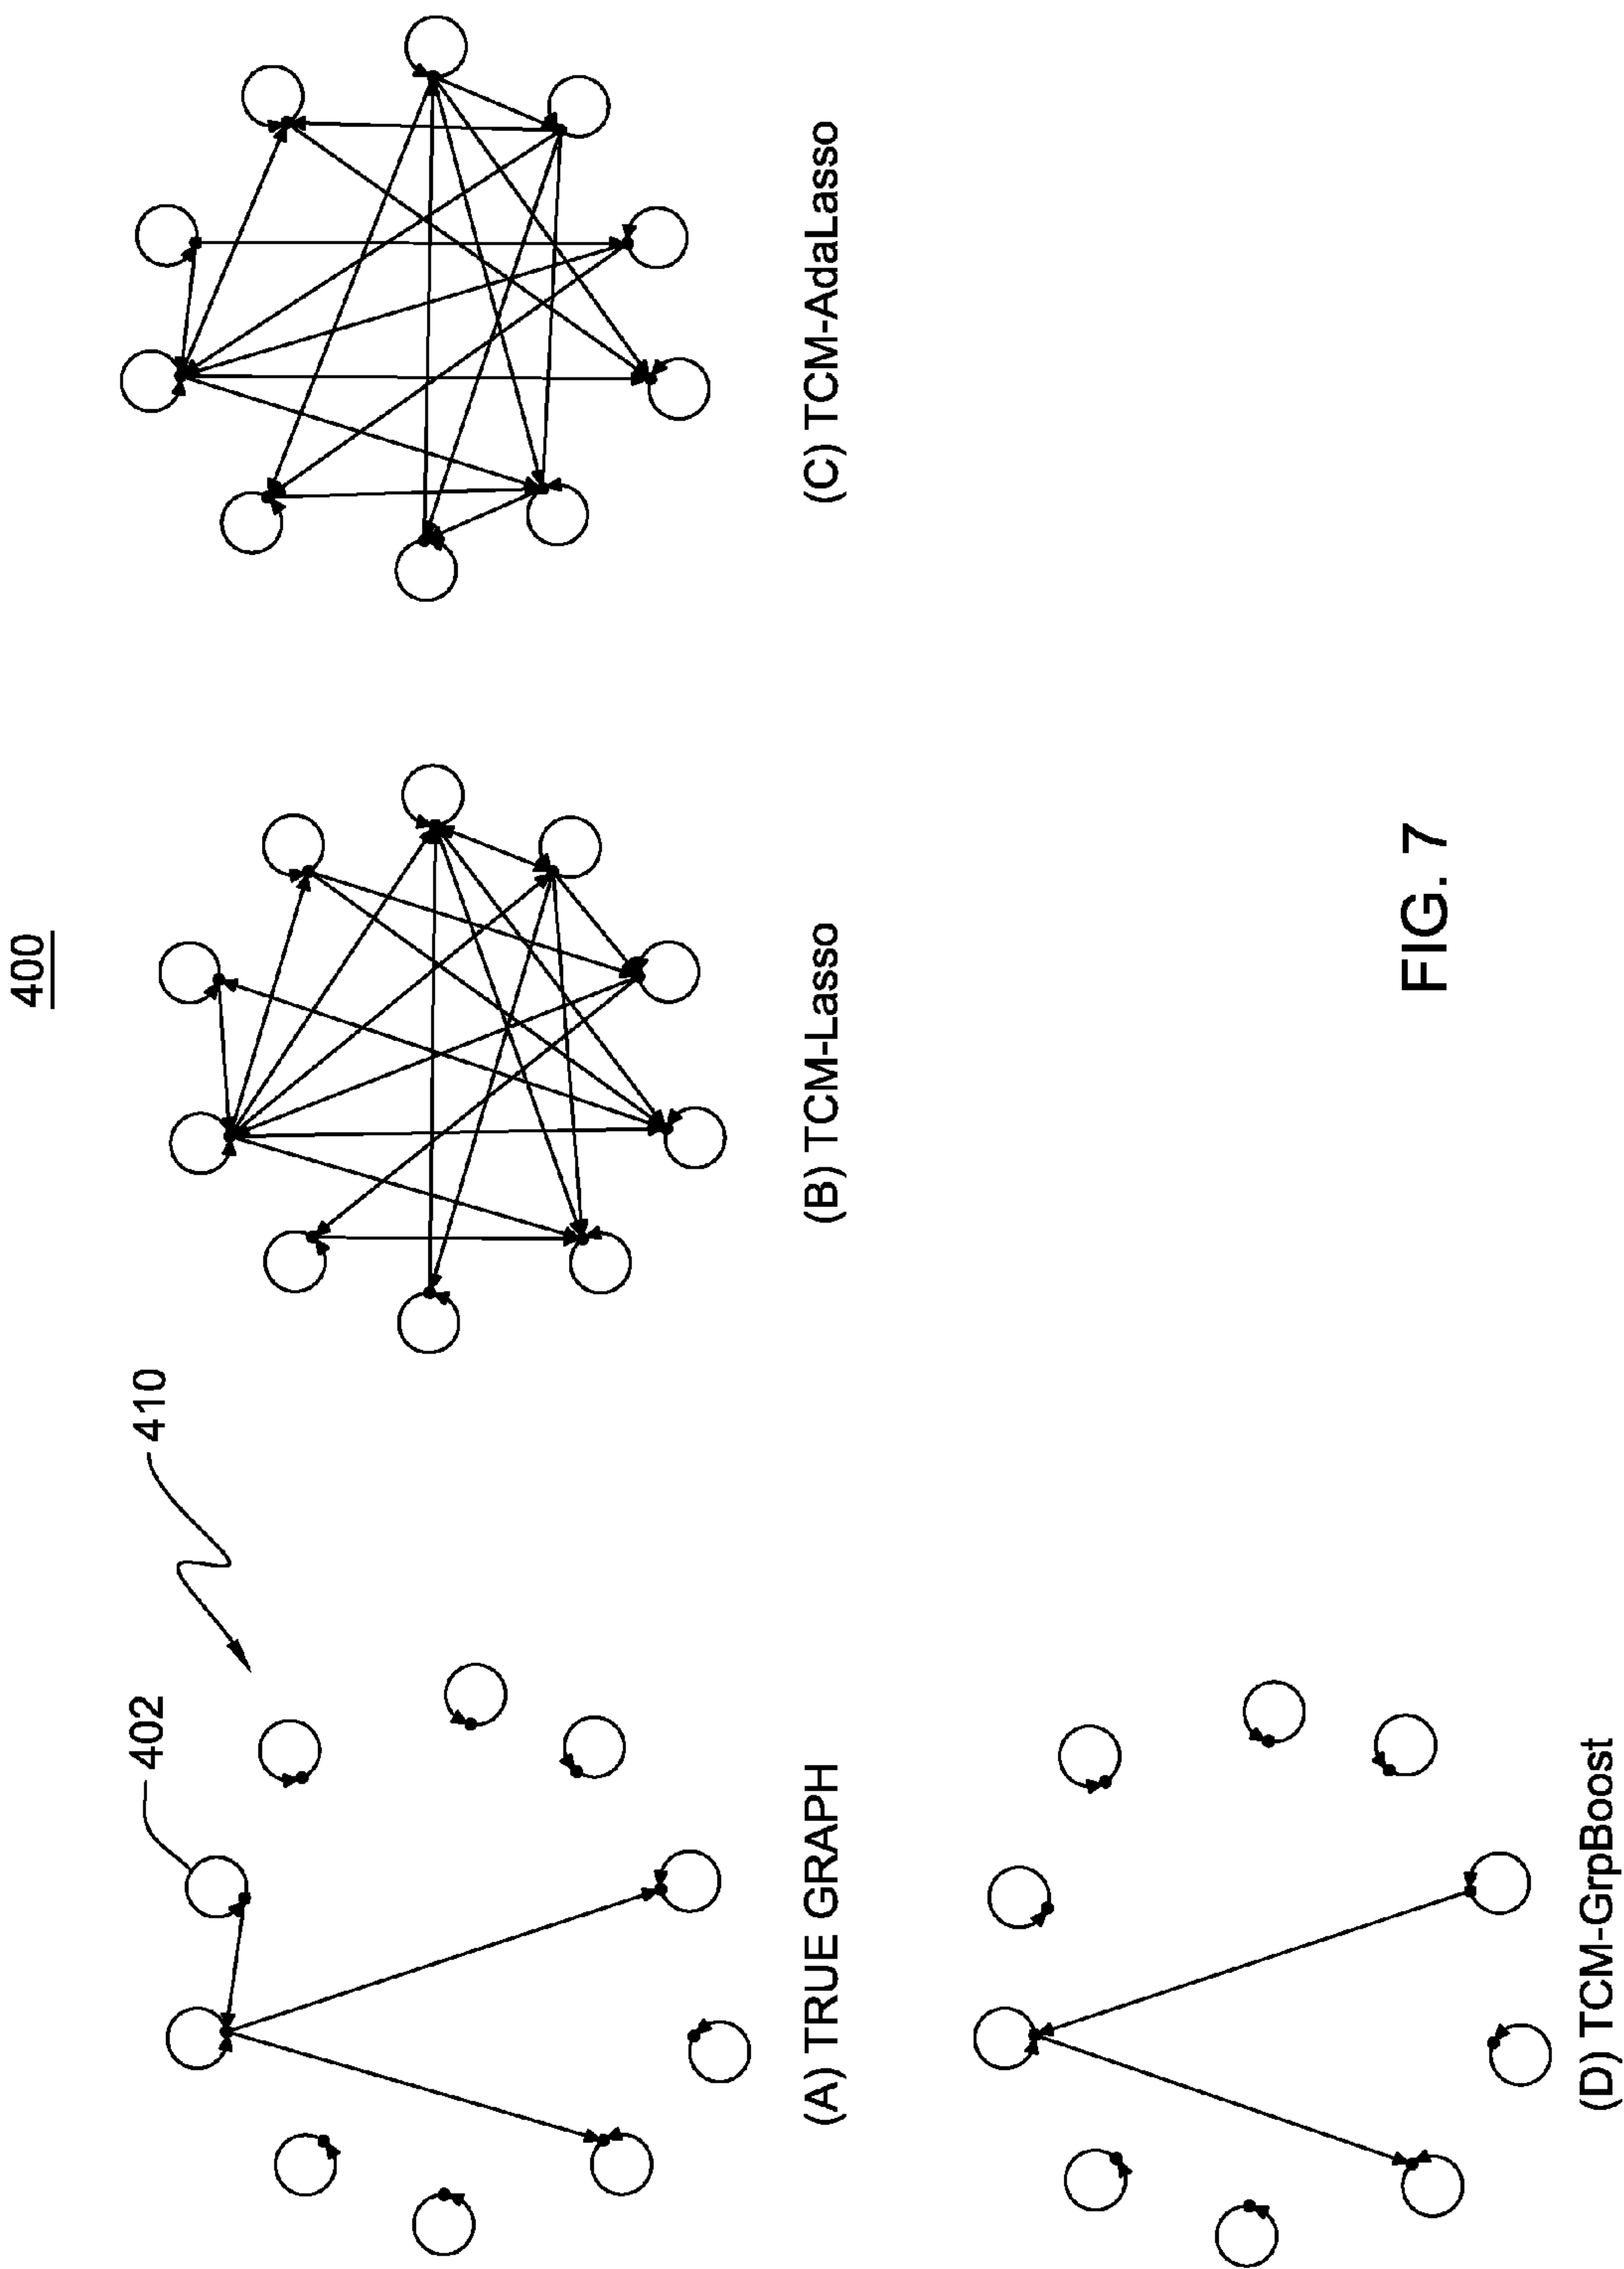 400
402
410
(A) TRUE GRAPH
(B) TCM-Lasso
(C) TCM-AdaLasso
(D) TCM-GrpBoost
FIG. 7